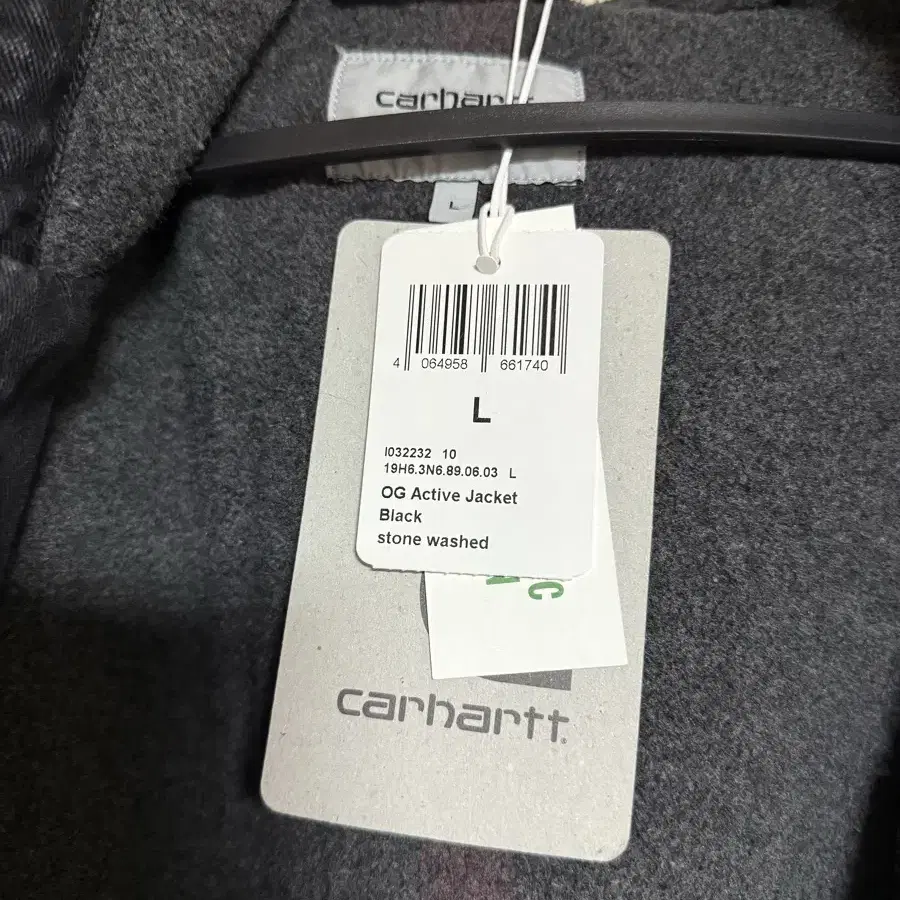 carhartt
L
4 064958 661740
L
I032232 10
19H6.3N6.89.06.03 L
OG Active Jacket
Black
stone washed
C
carhartt.